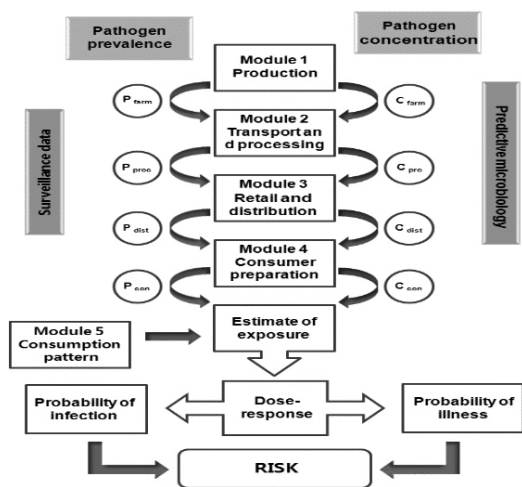 Pathogen
prevalence
Pathogen
concentration
Module 1
Production
P farm
C farm
Surveillance data
Predictive microbiology
Module 2
Transport an
d processing
P proc
C pro
Module 3
Retail and
distribution
P dist
C dist
Module 4
Consumer
preparation
P con
C con
Module 5
Consumption
pattern
Estimate of
exposure
Probability of
infection
Dose-
response
Probability of
illness
RISK